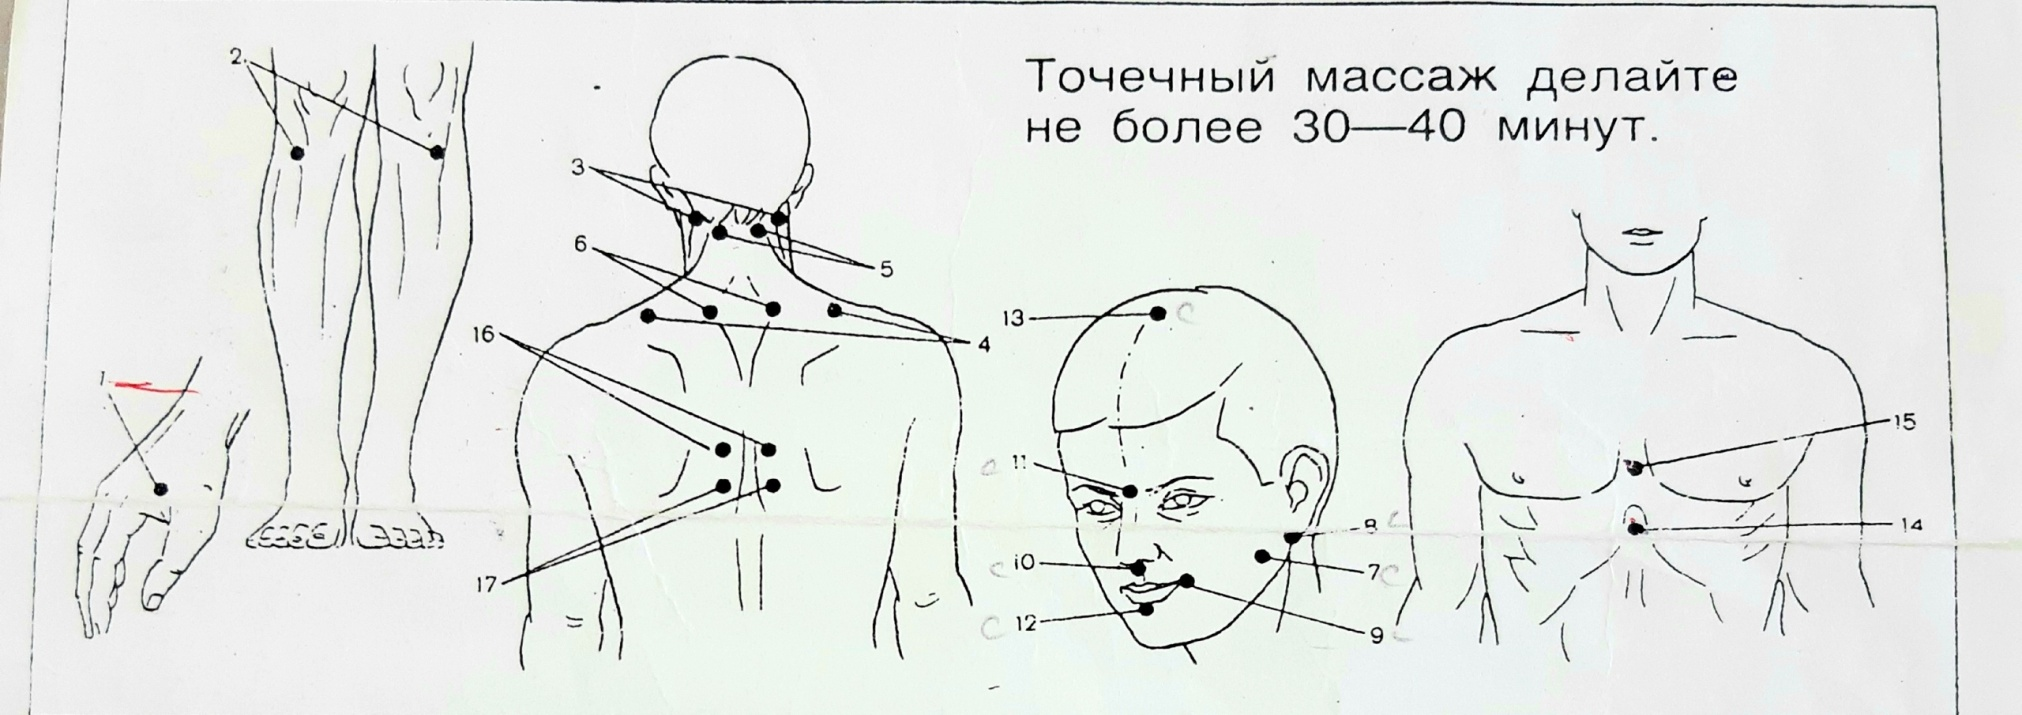 Точечный массаж делайте
не более 30—40 минут.
2
3
6
5
16
4
13
1
15
11
8
14
10
7
17
12
9
C
C
C
C
C
C
C